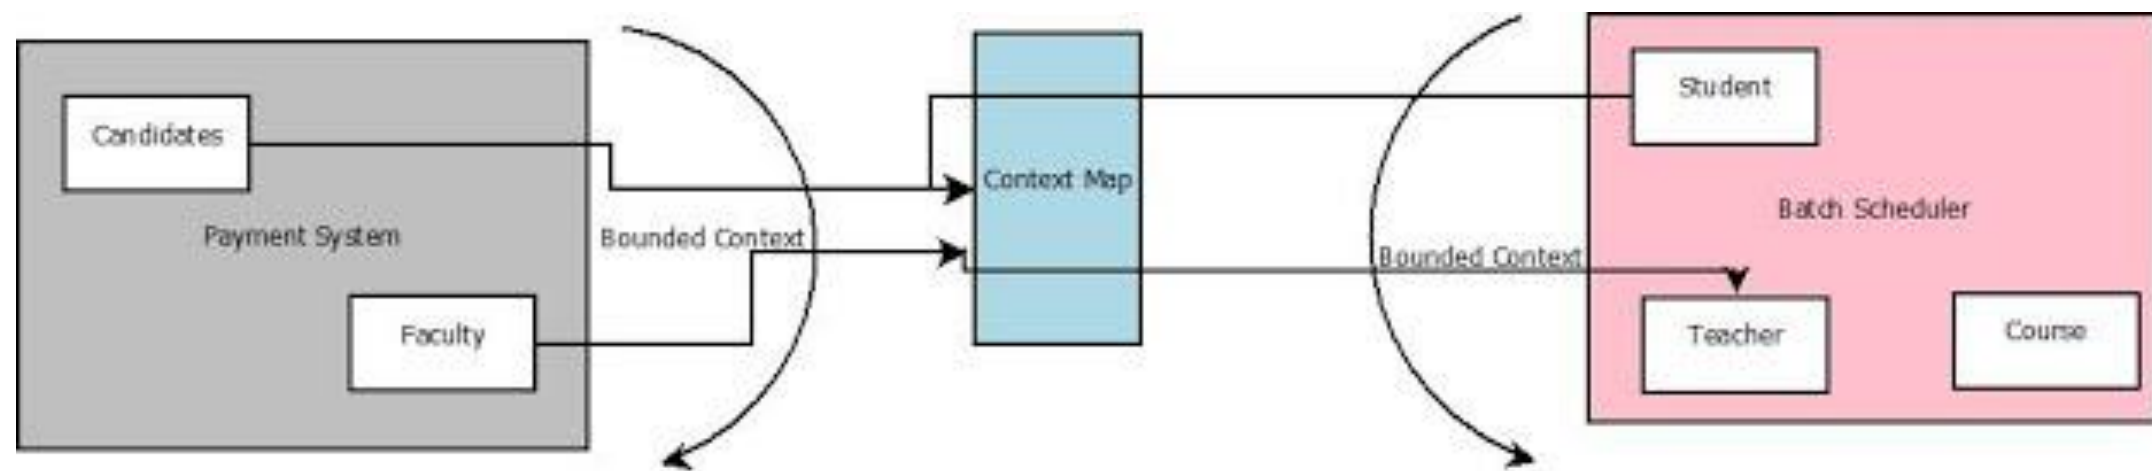 Candidates
Payment System
Faculty
Bounded Context
Context Map
Bounded Context
Student
Batch Scheduler
Teacher
Course